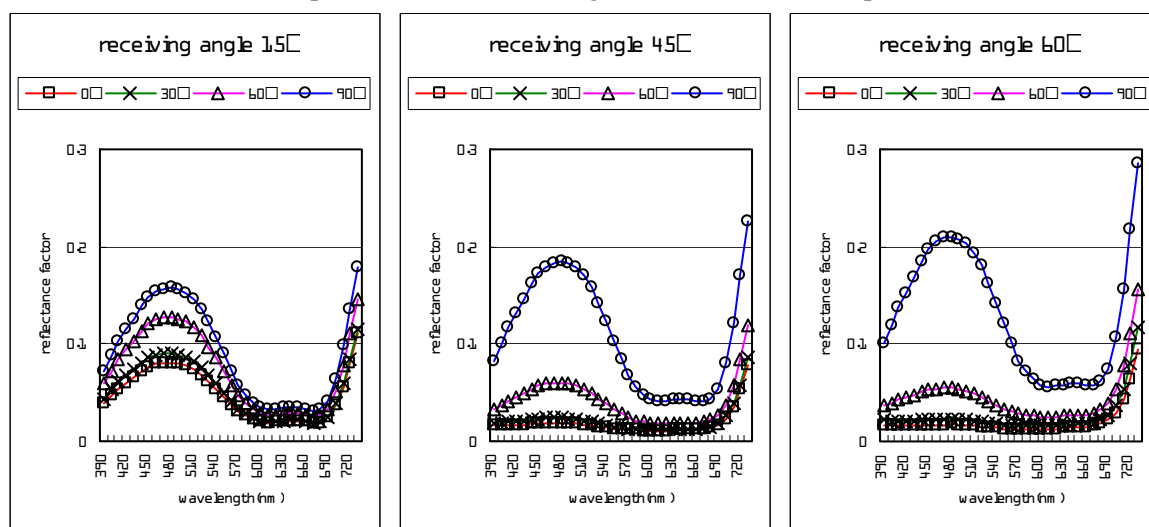 receiving angle 15□
0□ 30□ 60□ 90□
0.3
0.2
0.1
0
reflectance factor
390 420 450 480 510 540 570 600 630 660 690 720
wavelength(nm)
receiving angle 45□
0□ 30□ 60□ 90□
0.3
0.2
0.1
0
reflectance factor
390 420 450 480 510 540 570 600 630 660 690 720
wavelength(nm)
receiving angle 60□
0□ 30□ 60□ 90□
0.3
0.2
0.1
0
reflectance factor
390 420 450 480 510 540 570 600 630 660 690 720
wavelength(nm)